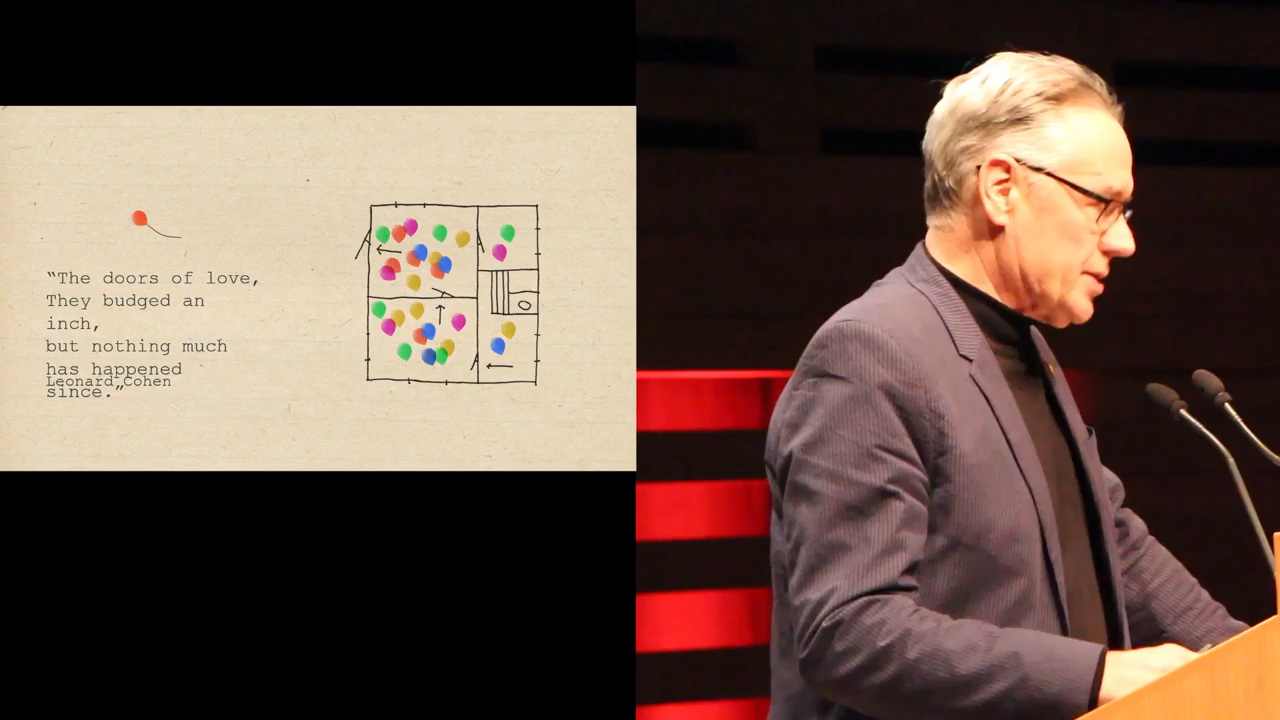 “The doors of love,
They budged an
inch,
but nothing much
has happened
Leonard Cohen
since.”